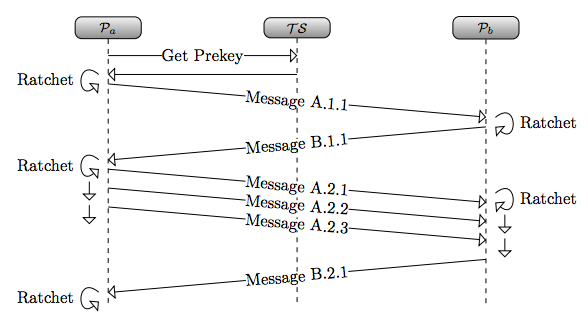 𝒫ₐ
𝒯𝒮
𝒫_b
Get Prekey
Ratchet
Message A.1.1
Ratchet
Message B.1.1
Ratchet
Message A.2.1
Ratchet
Message A.2.2
Message A.2.3
Message B.2.1
Ratchet